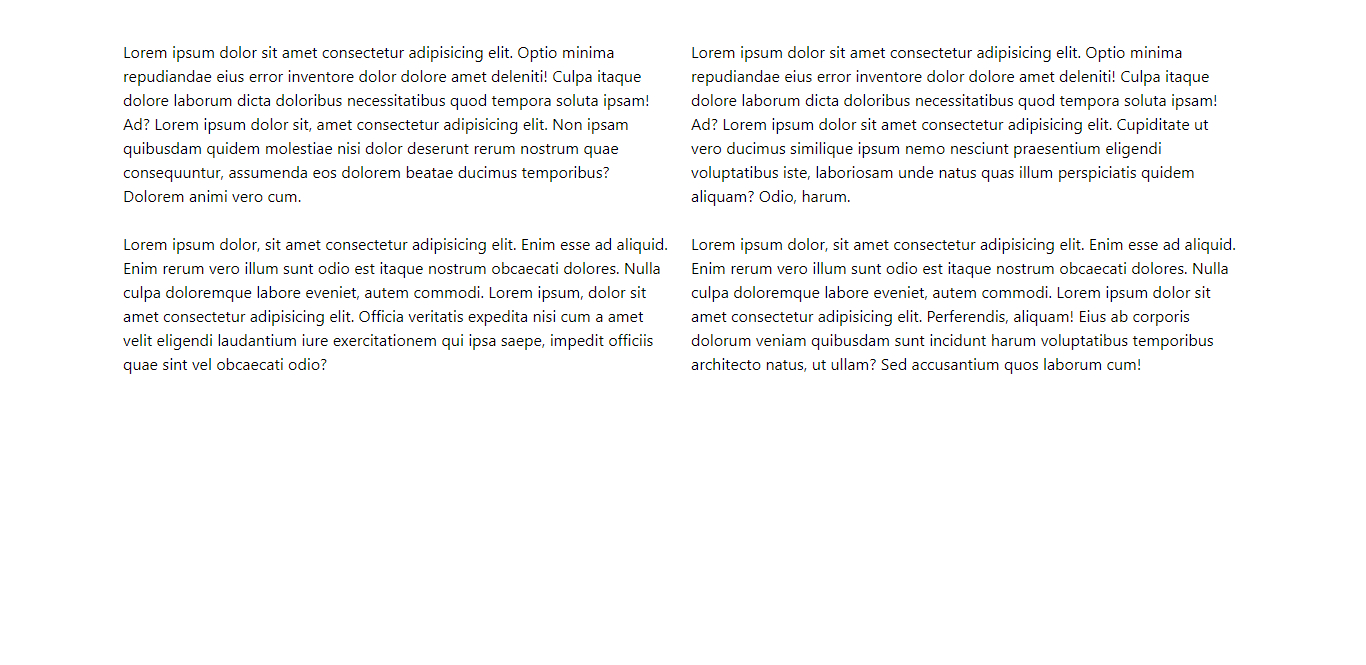 Lorem ipsum dolor sit amet consectetur adipisicing elit. Optio minima
repudiandae eius error inventore dolor dolore amet deleniti! Culpa itaque
dolore laborum dicta doloribus necessitatibus quod tempora soluta ipsam!
Ad? Lorem ipsum dolor sit, amet consectetur adipisicing elit. Non ipsam
quibusdam quidem molestiae nisi dolor deserunt rerum nostrum quae
consequuntur, assumenda eos dolorem beatae ducimus temporibus?
Dolorem animi vero cum.
Lorem ipsum dolor, sit amet consectetur adipisicing elit. Enim esse ad aliquid.
Enim rerum vero illum sunt odio est itaque nostrum obcaecati dolores. Nulla
culpa doloremque labore eveniet, autem commodi. Lorem ipsum, dolor sit
amet consectetur adipisicing elit. Officia veritatis expedita nisi cum a amet
velit eligendi laudantium iure exercitationem qui ipsa saepe, impedit officiis
quae sint vel obcaecati odio?
Lorem ipsum dolor sit amet consectetur adipisicing elit. Optio minima
repudiandae eius error inventore dolor dolore amet deleniti! Culpa itaque
dolore laborum dicta doloribus necessitatibus quod tempora soluta ipsam!
Ad? Lorem ipsum dolor sit amet consectetur adipisicing elit. Cupiditate ut
vero ducimus similique ipsum nemo nesciunt praesentium eligendi
voluptatibus iste, laboriosam unde natus quas illum perspiciatis quidem
aliquam? Odio, harum.
Lorem ipsum dolor, sit amet consectetur adipisicing elit. Enim esse ad aliquid.
Enim rerum vero illum sunt odio est itaque nostrum obcaecati dolores. Nulla
culpa doloremque labore eveniet, autem commodi. Lorem ipsum dolor sit
amet consectetur adipisicing elit. Perferendis, aliquam! Eius ab corporis
dolorum veniam quibusdam sunt incidunt harum voluptatibus temporibus
architecto natus, ut ullam? Sed accusantium quos laborum cum!